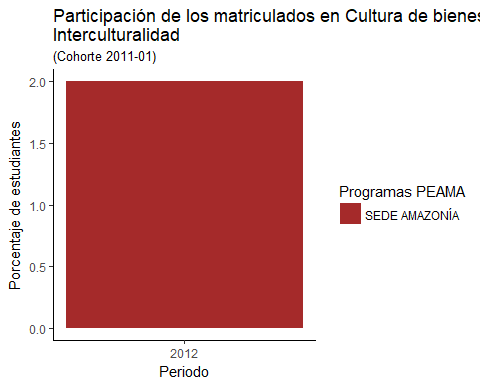 Participación de los matriculados en Cultura de
Interculturalidad
(Cohorte 2011-01)
Porcentaje de estudiantes
2.0
1.5
1.0
0.5
0.0
2012
Periodo
Programas PEAMA
SEDE AMAZONÍA